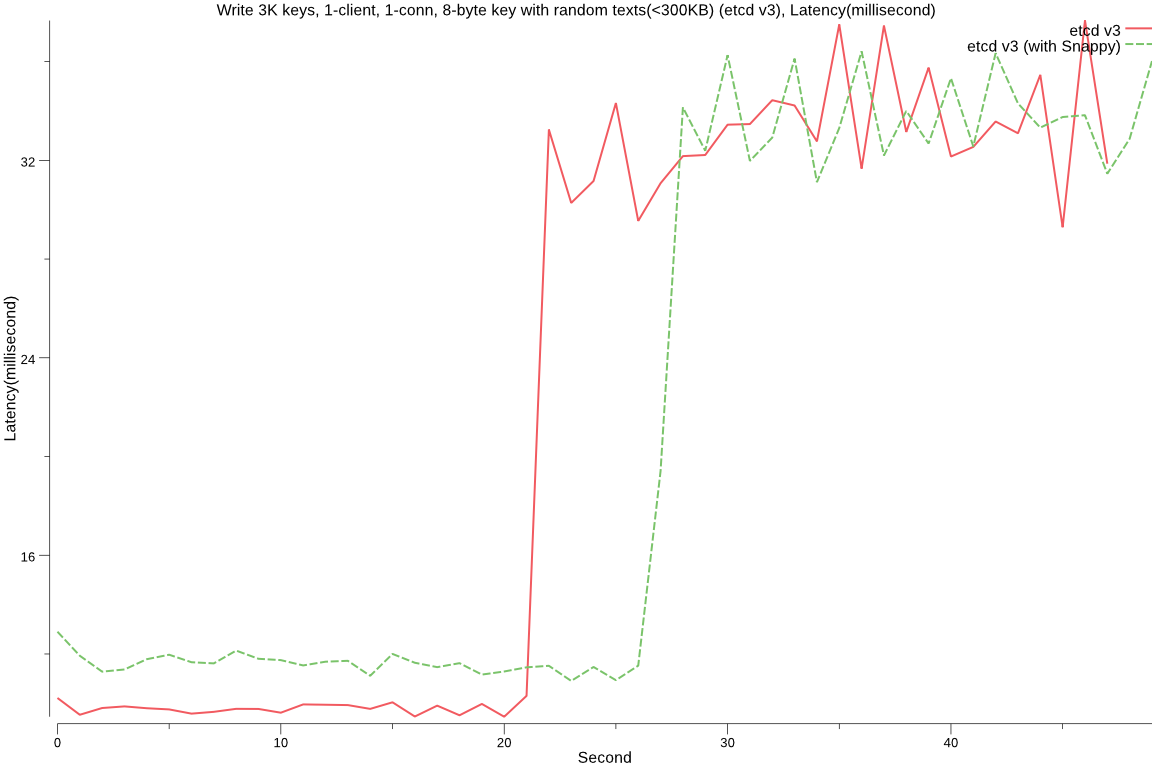 Write 3K keys, 1-client, 1-conn, 8-byte key with random texts(<300KB) (etcd v3), Latency(millisecond)
etcd v3
etcd v3 (with Snappy)
Latency(millisecond)
32
24
16
0 10 20 30 40
Second